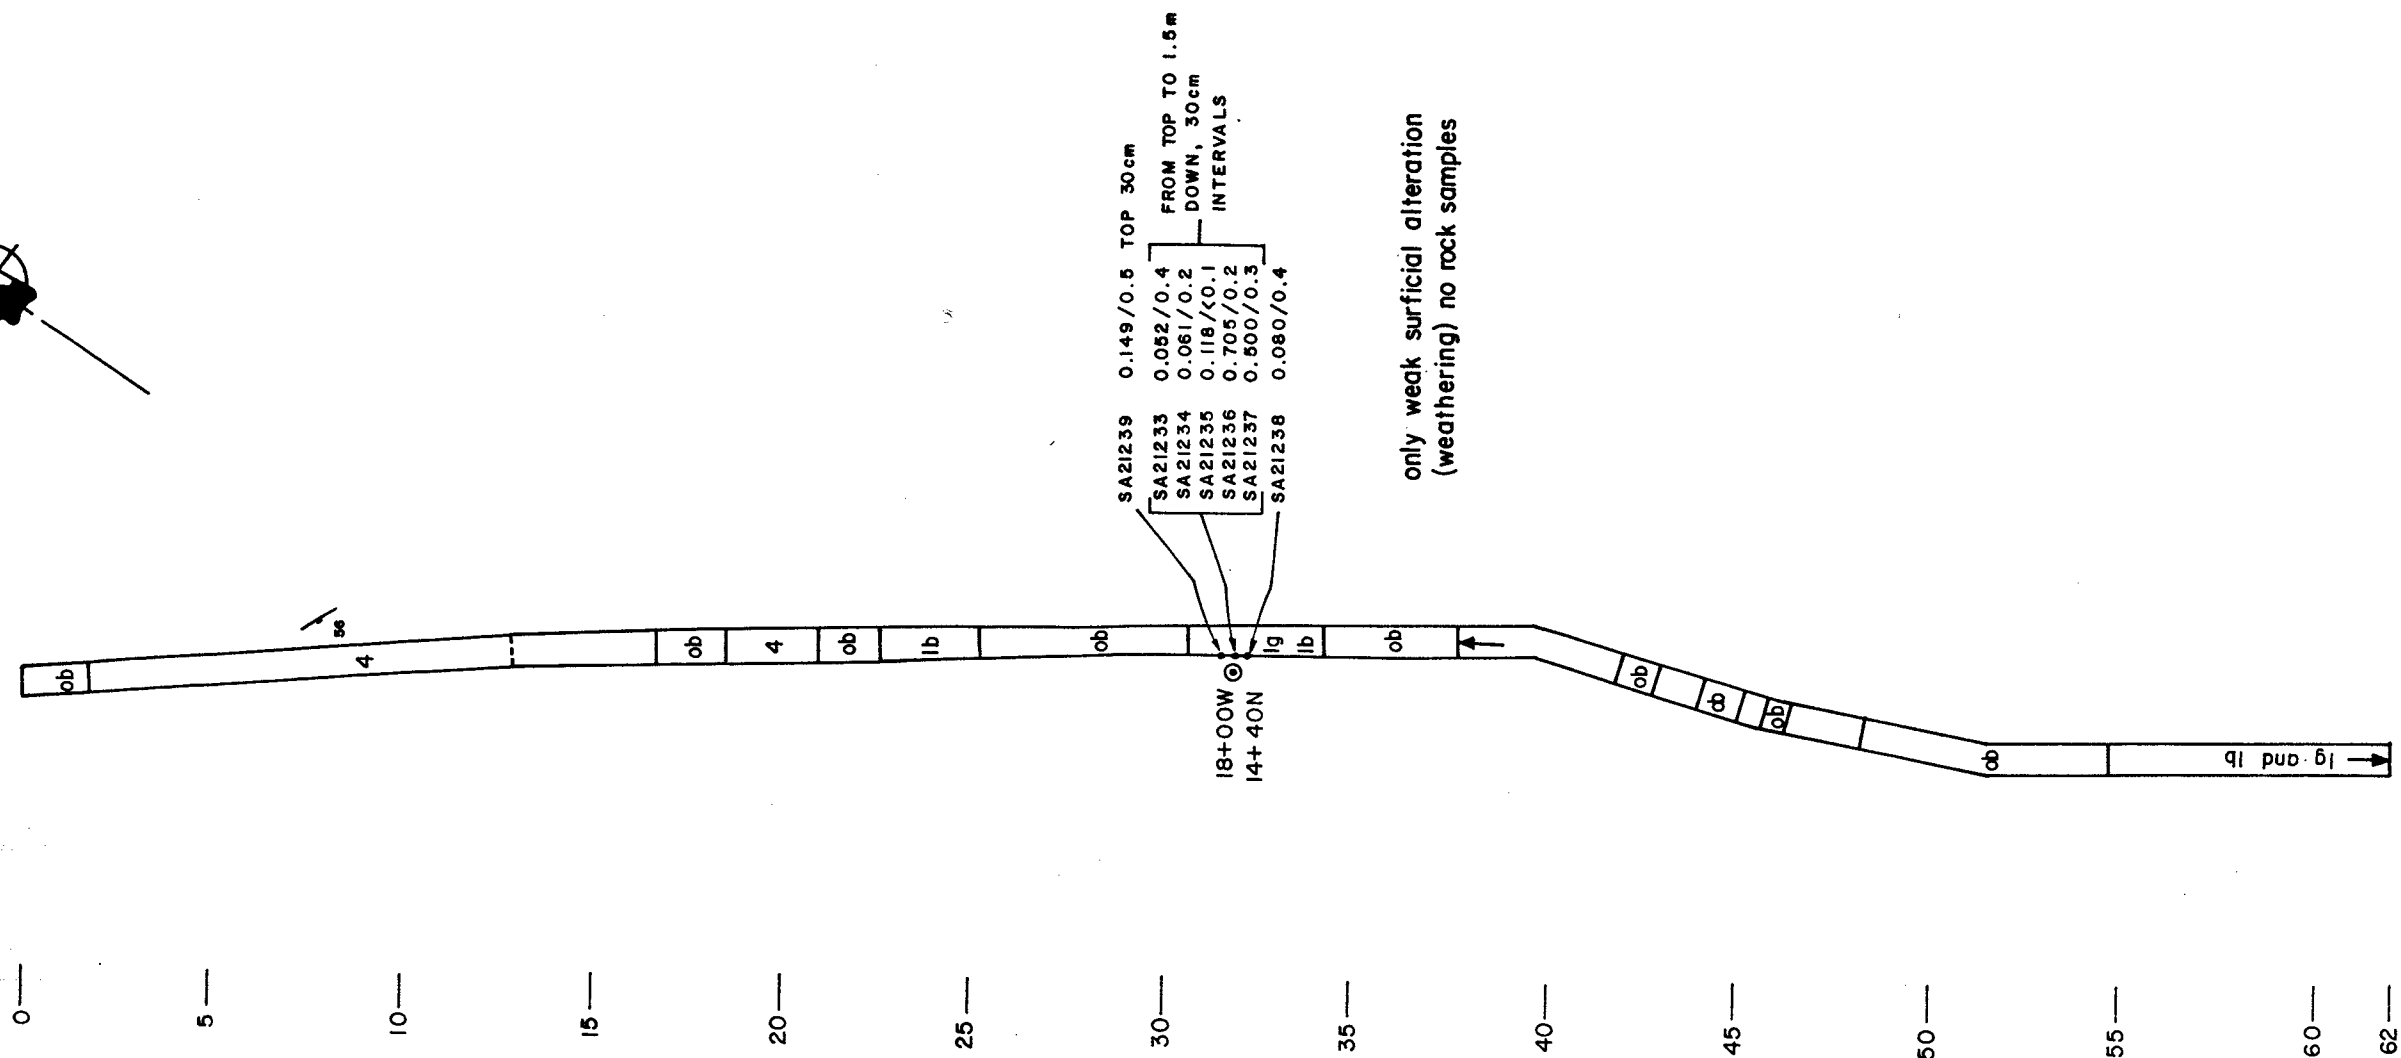 SA21239 0.149/0.5 TOP 30cm
SA21233 0.052/0.4
SA21234 0.061/0.2
SA21235 0.118/<0.1
SA21236 0.705/0.2
SA21237 0.500/0.3
FROM TOP TO 1.5m
DOWN, 30cm
INTERVALS
SA21238 0.080/0.4
only weak surficial alteration
(weathering) no rock samples
56
ob
4
ob
4
ob
1b
ob
1g
1b
ob
ob
ob
ob
ob
1g and 1b
18+00W
14+40N
0
5
10
15
20
25
30
35
40
45
50
55
60
62